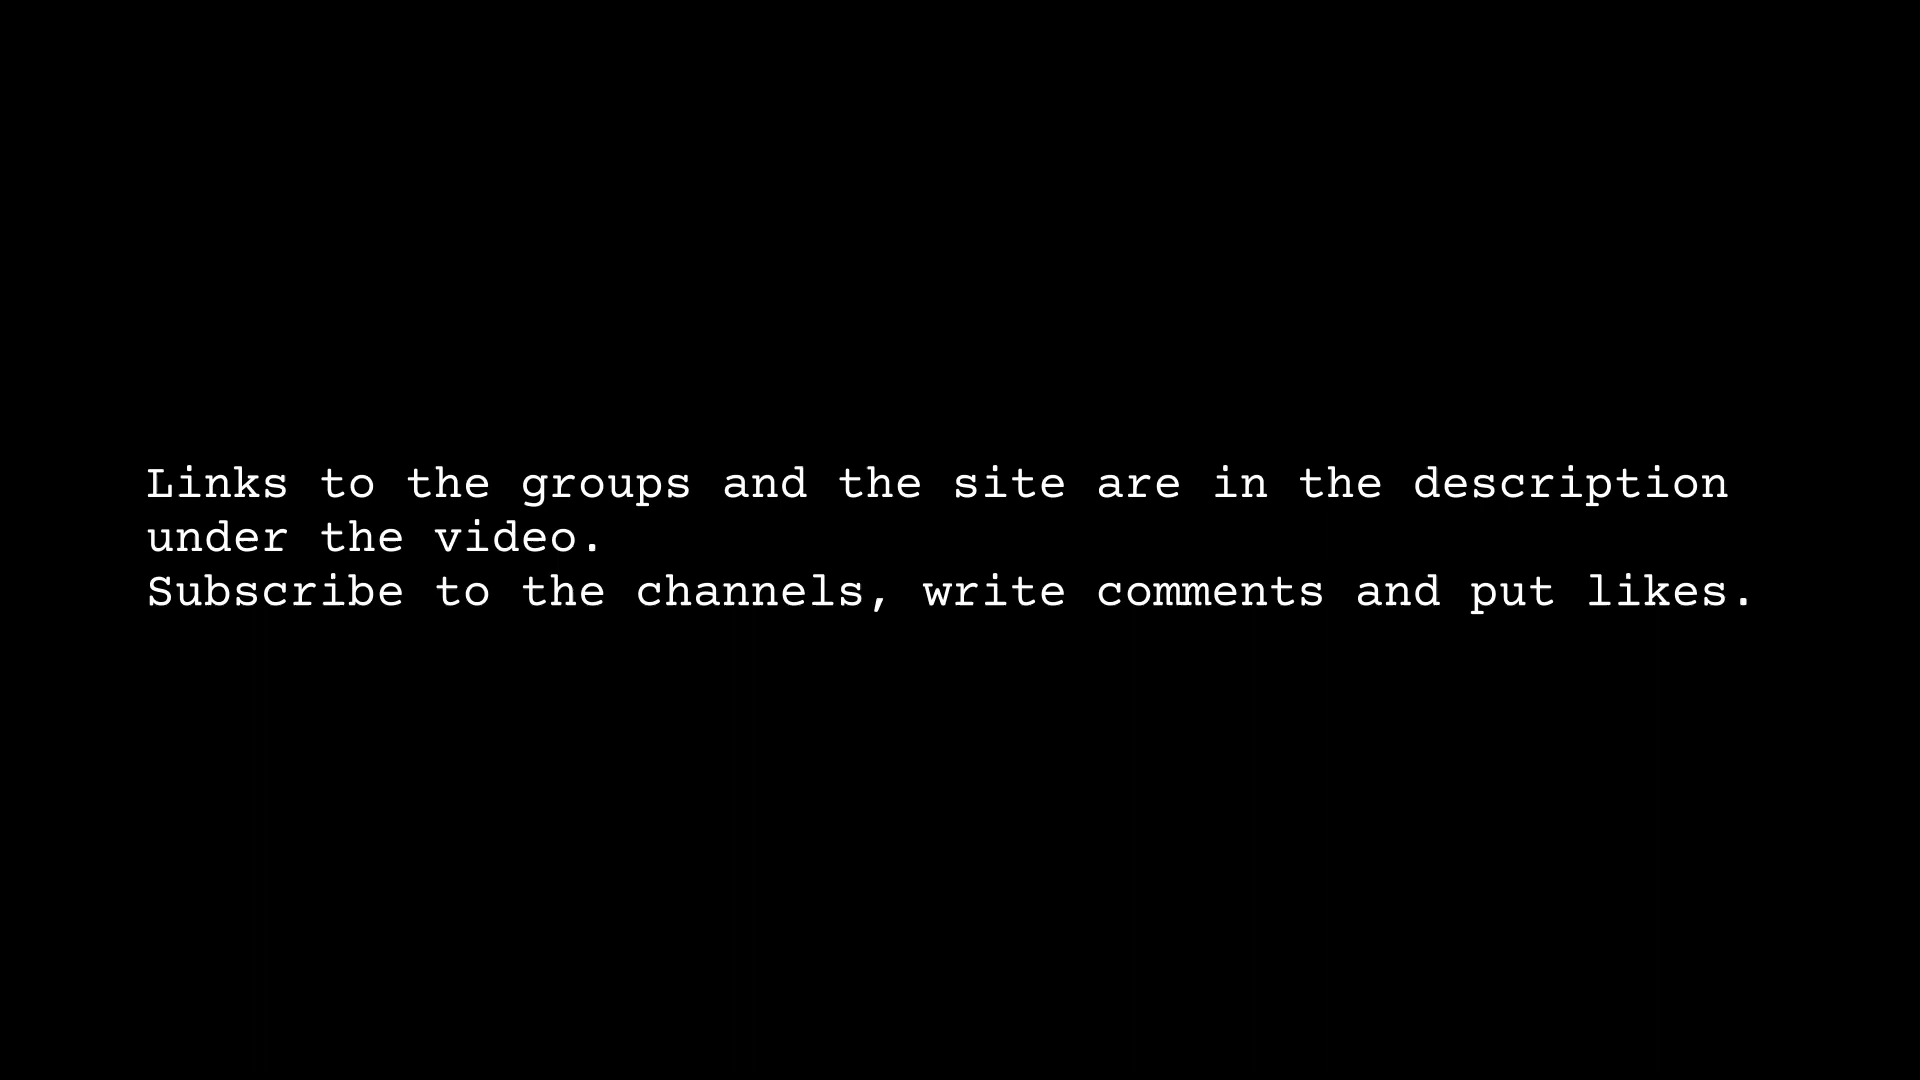 Links to the groups and the site are in the description
under the video.
Subscribe to the channels, write comments and put likes.